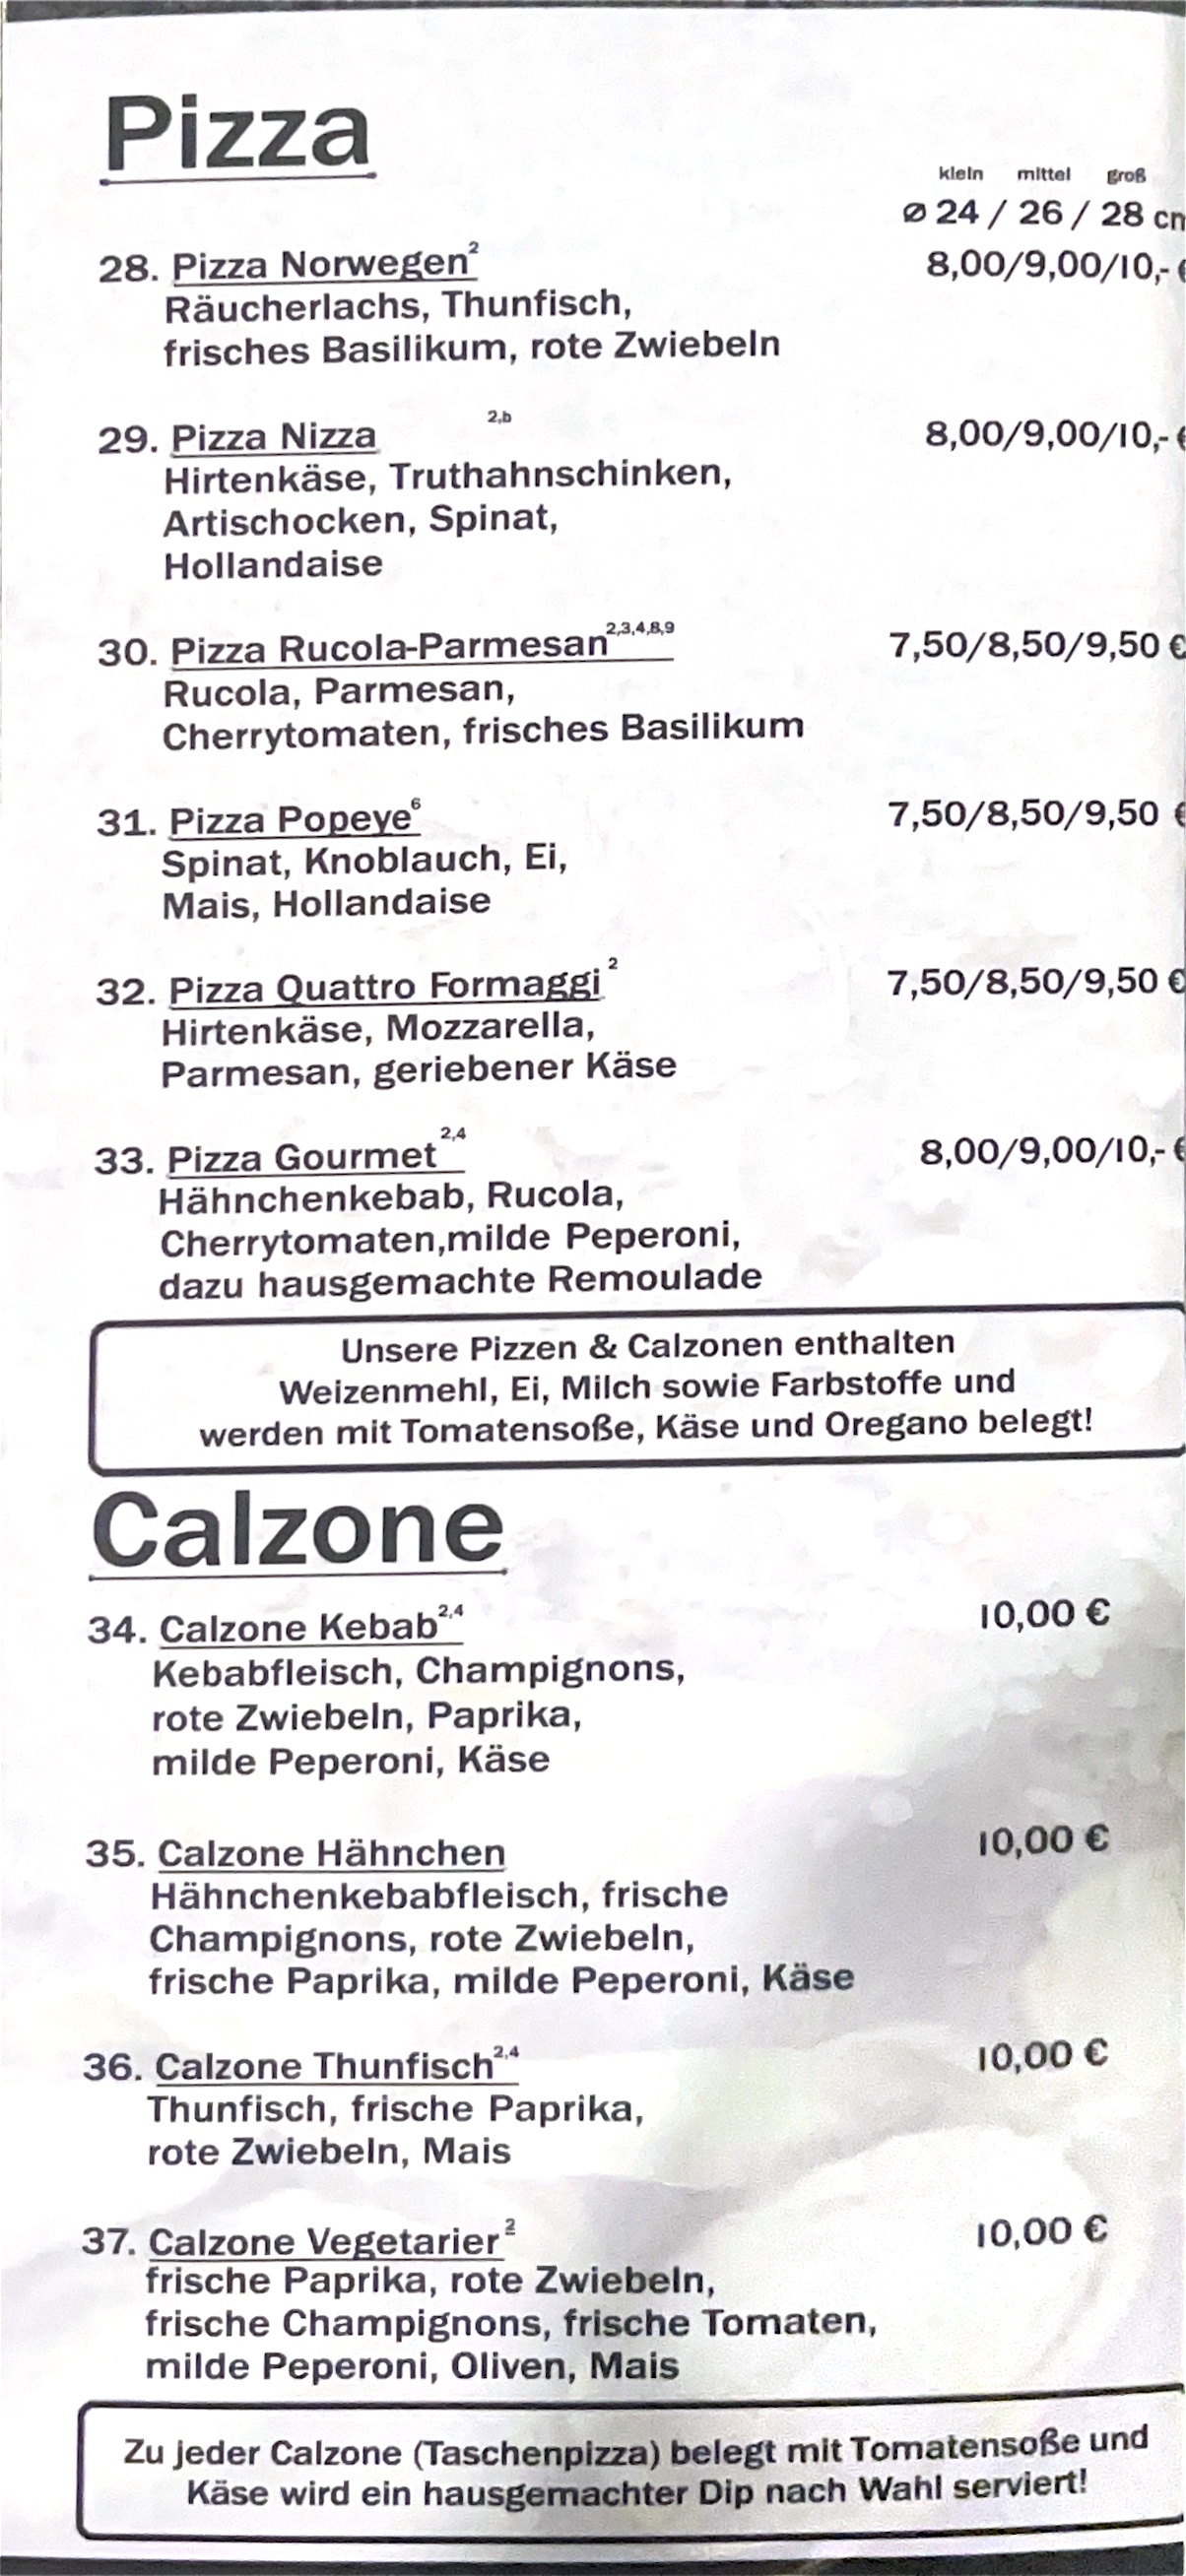 Pizza
klein mittel groß
ø 24 / 26 / 28 cm
28. Pizza Norwegen² 8,00/9,00/10,- €
Räucherlachs, Thunfisch,
frisches Basilikum, rote Zwiebeln
29. Pizza Nizza 2,b 8,00/9,00/10,- €
Hirtenkäse, Truthahnschinken,
Artischocken, Spinat,
Hollandaise
30. Pizza Rucola-Parmesan 2,3,4,8,9 7,50/8,50/9,50 €
Rucola, Parmesan,
Cherrytomaten, frisches Basilikum
31. Pizza Popeye⁶ 7,50/8,50/9,50 €
Spinat, Knoblauch, Ei,
Mais, Hollandaise
32. Pizza Quattro Formaggi² 7,50/8,50/9,50 €
Hirtenkäse, Mozzarella,
Parmesan, geriebener Käse
33. Pizza Gourmet 2,4 8,00/9,00/10,- €
Hähnchenkebab, Rucola,
Cherrytomaten,milde Peperoni,
dazu hausgemachte Remoulade
Unsere Pizzen & Calzonen enthalten
Weizenmehl, Ei, Milch sowie Farbstoffe und
werden mit Tomatensoße, Käse und Oregano belegt!
Calzone
34. Calzone Kebab 2,4 10,00 €
Kebabfleisch, Champignons,
rote Zwiebeln, Paprika,
milde Peperoni, Käse
35. Calzone Hähnchen 10,00 €
Hähnchenkebabfleisch, frische
Champignons, rote Zwiebeln,
frische Paprika, milde Peperoni, Käse
36. Calzone Thunfisch 2,4 10,00 €
Thunfisch, frische Paprika,
rote Zwiebeln, Mais
37. Calzone Vegetarier² 10,00 €
frische Paprika, rote Zwiebeln,
frische Champignons, frische Tomaten,
milde Peperoni, Oliven, Mais
Zu jeder Calzone (Taschenpizza) belegt mit Tomatensoße und
Käse wird ein hausgemachter Dip nach Wahl serviert!